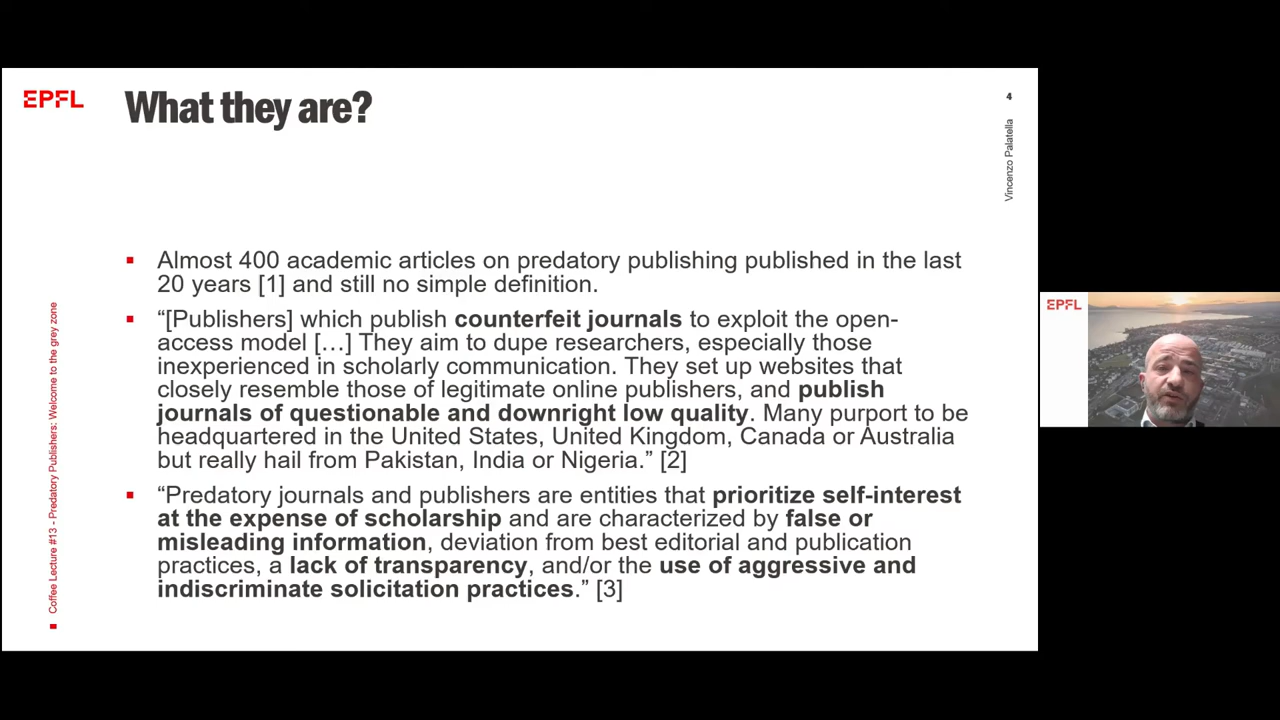 EPFL
What they are?
4
Vincenzo Palatella
▪ Almost 400 academic articles on predatory publishing published in the last
20 years [1] and still no simple definition.
▪ “[Publishers] which publish counterfeit journals to exploit the open-
access model […] They aim to dupe researchers, especially those
inexperienced in scholarly communication. They set up websites that
closely resemble those of legitimate online publishers, and publish
journals of questionable and downright low quality. Many purport to be
headquartered in the United States, United Kingdom, Canada or Australia
but really hail from Pakistan, India or Nigeria.” [2]
▪ “Predatory journals and publishers are entities that prioritize self-interest
at the expense of scholarship and are characterized by false or
misleading information, deviation from best editorial and publication
practices, a lack of transparency, and/or the use of aggressive and
indiscriminate solicitation practices.” [3]
▪ Coffee Lecture #13 - Predatory Publishers: Welcome to the grey zone
EPFL